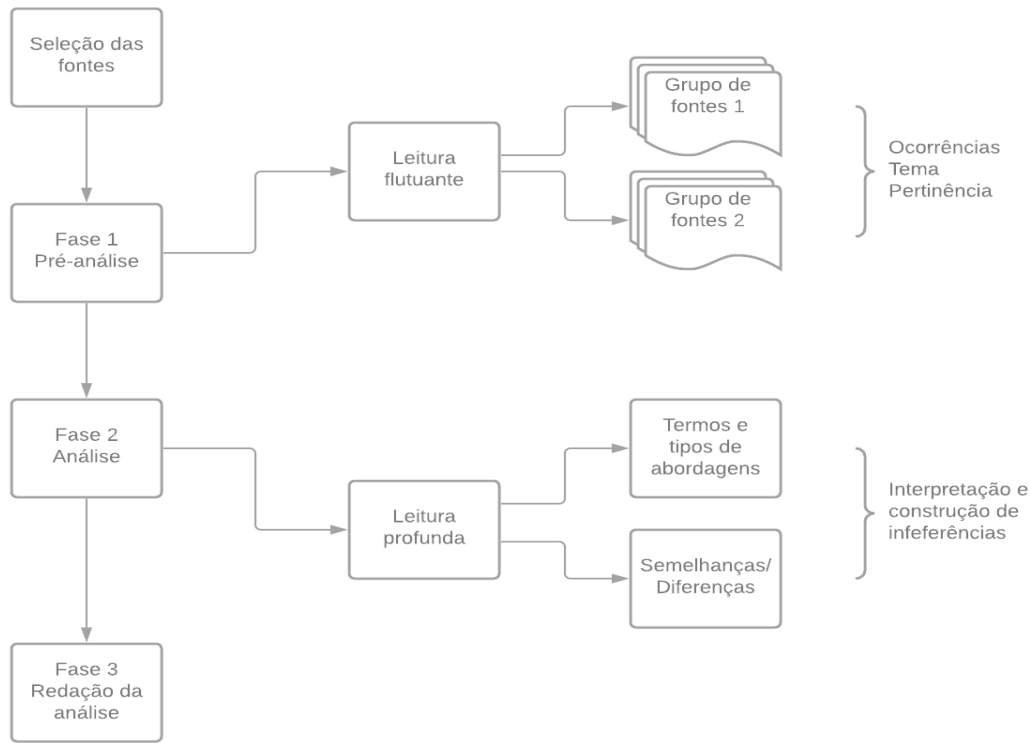 Seleção das
fontes
Fase 1
Pré-análise
Leitura
flutuante
Grupo de
fontes 1
Grupo de
fontes 2
Ocorrências
Tema
Pertinência
Fase 2
Análise
Leitura
profunda
Termos e
tipos de
abordagens
Semelhanças/
Diferenças
Interpretação e
construção de
infeferências
Fase 3
Redação da
análise